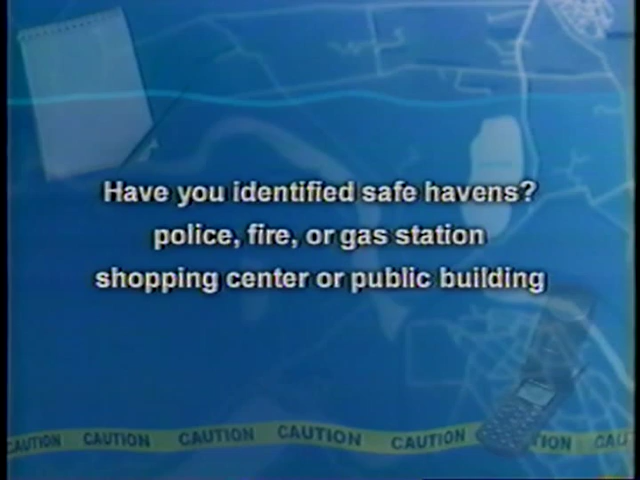 Have you identified safe havens?
police, fire, or gas station
shopping center or public building
CAUTION CAUTION CAUTION CAUTION CAUTION